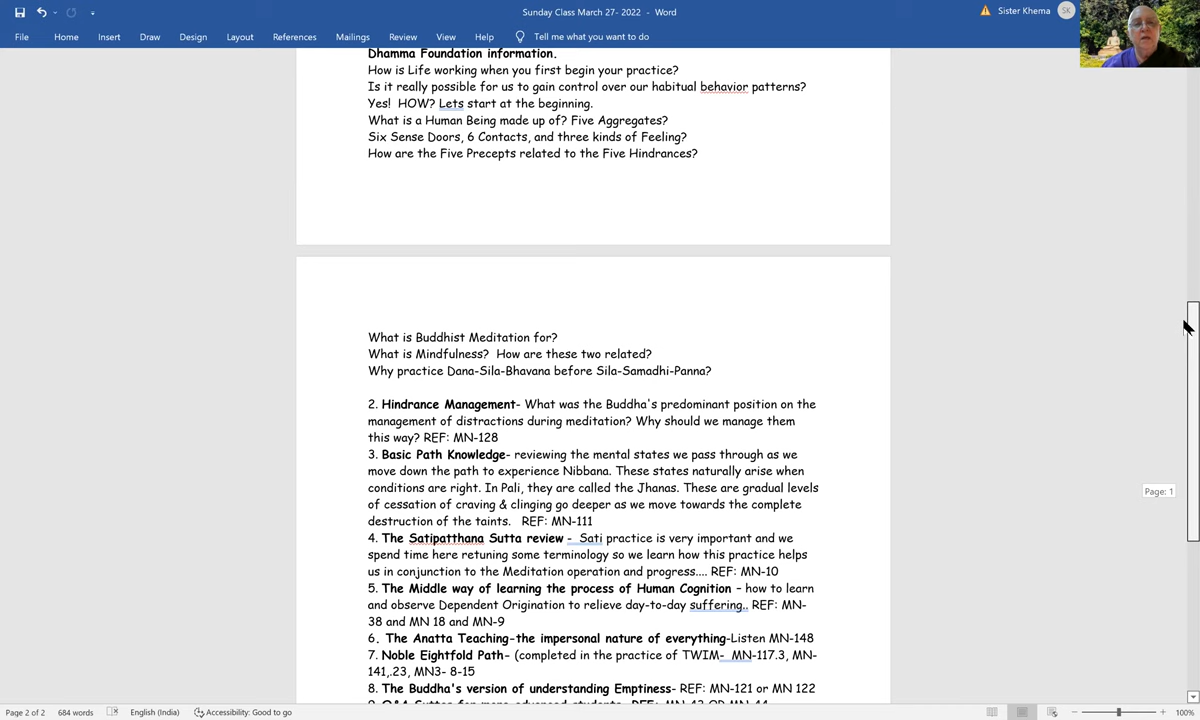 Sunday Class March 27- 2022 - Word
Sister Khema
SK
File Home Insert Draw Design Layout References Mailings Review View Help Tell me what you want to do
Dhamma Foundation information.
How is Life working when you first begin your practice?
Is it really possible for us to gain control over our habitual behavior patterns?
Yes! HOW? Lets start at the beginning.
What is a Human Being made up of? Five Aggregates?
Six Sense Doors, 6 Contacts, and three kinds of Feeling?
How are the Five Precepts related to the Five Hindrances?
What is Buddhist Meditation for?
What is Mindfulness? How are these two related?
Why practice Dana-Sila-Bhavana before Sila-Samadhi-Panna?
2. Hindrance Management- What was the Buddha's predominant position on the
management of distractions during meditation? Why should we manage them
this way? REF: MN-128
3. Basic Path Knowledge- reviewing the mental states we pass through as we
move down the path to experience Nibbana. These states naturally arise when
conditions are right. In Pali, they are called the Jhanas. These are gradual levels
of cessation of craving & clinging go deeper as we move towards the complete
destruction of the taints. REF: MN-111
4. The Satipatthana Sutta review - Sati practice is very important and we
spend time here retuning some terminology so we learn how this practice helps
us in conjunction to the Meditation operation and progress.... REF: MN-10
5. The Middle way of learning the process of Human Cognition - how to learn
and observe Dependent Origination to relieve day-to-day suffering.. REF: MN-
38 and MN 18 and MN-9
6. The Anatta Teaching-the impersonal nature of everything-Listen MN-148
7. Noble Eightfold Path- (completed in the practice of TWIM- MN-117.3, MN-
141,.23, MN3- 8-15
8. The Buddha's version of understanding Emptiness- REF: MN-121 or MN 122
Page: 1
Page 2 of 2 684 words English (India) Accessibility: Good to go 100%